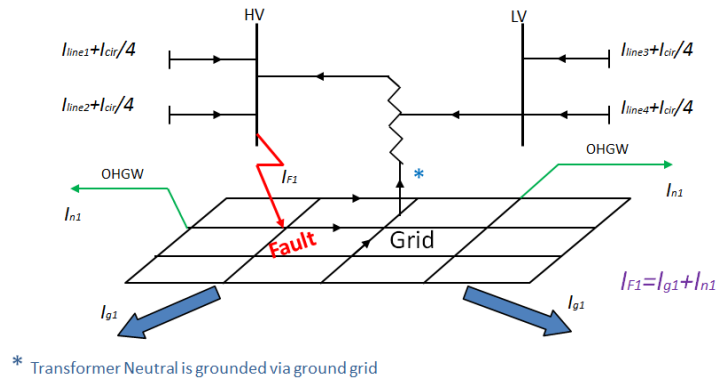 HV
LV
Iline1+Icir/4
Iline3+Icir/4
Iline2+Icir/4
Iline4+Icir/4
OHGW
IF1
*
OHGW
In1
In1
Fault
Grid
IF1=Ig1+In1
Ig1
Ig1
* Transformer Neutral is grounded via ground grid